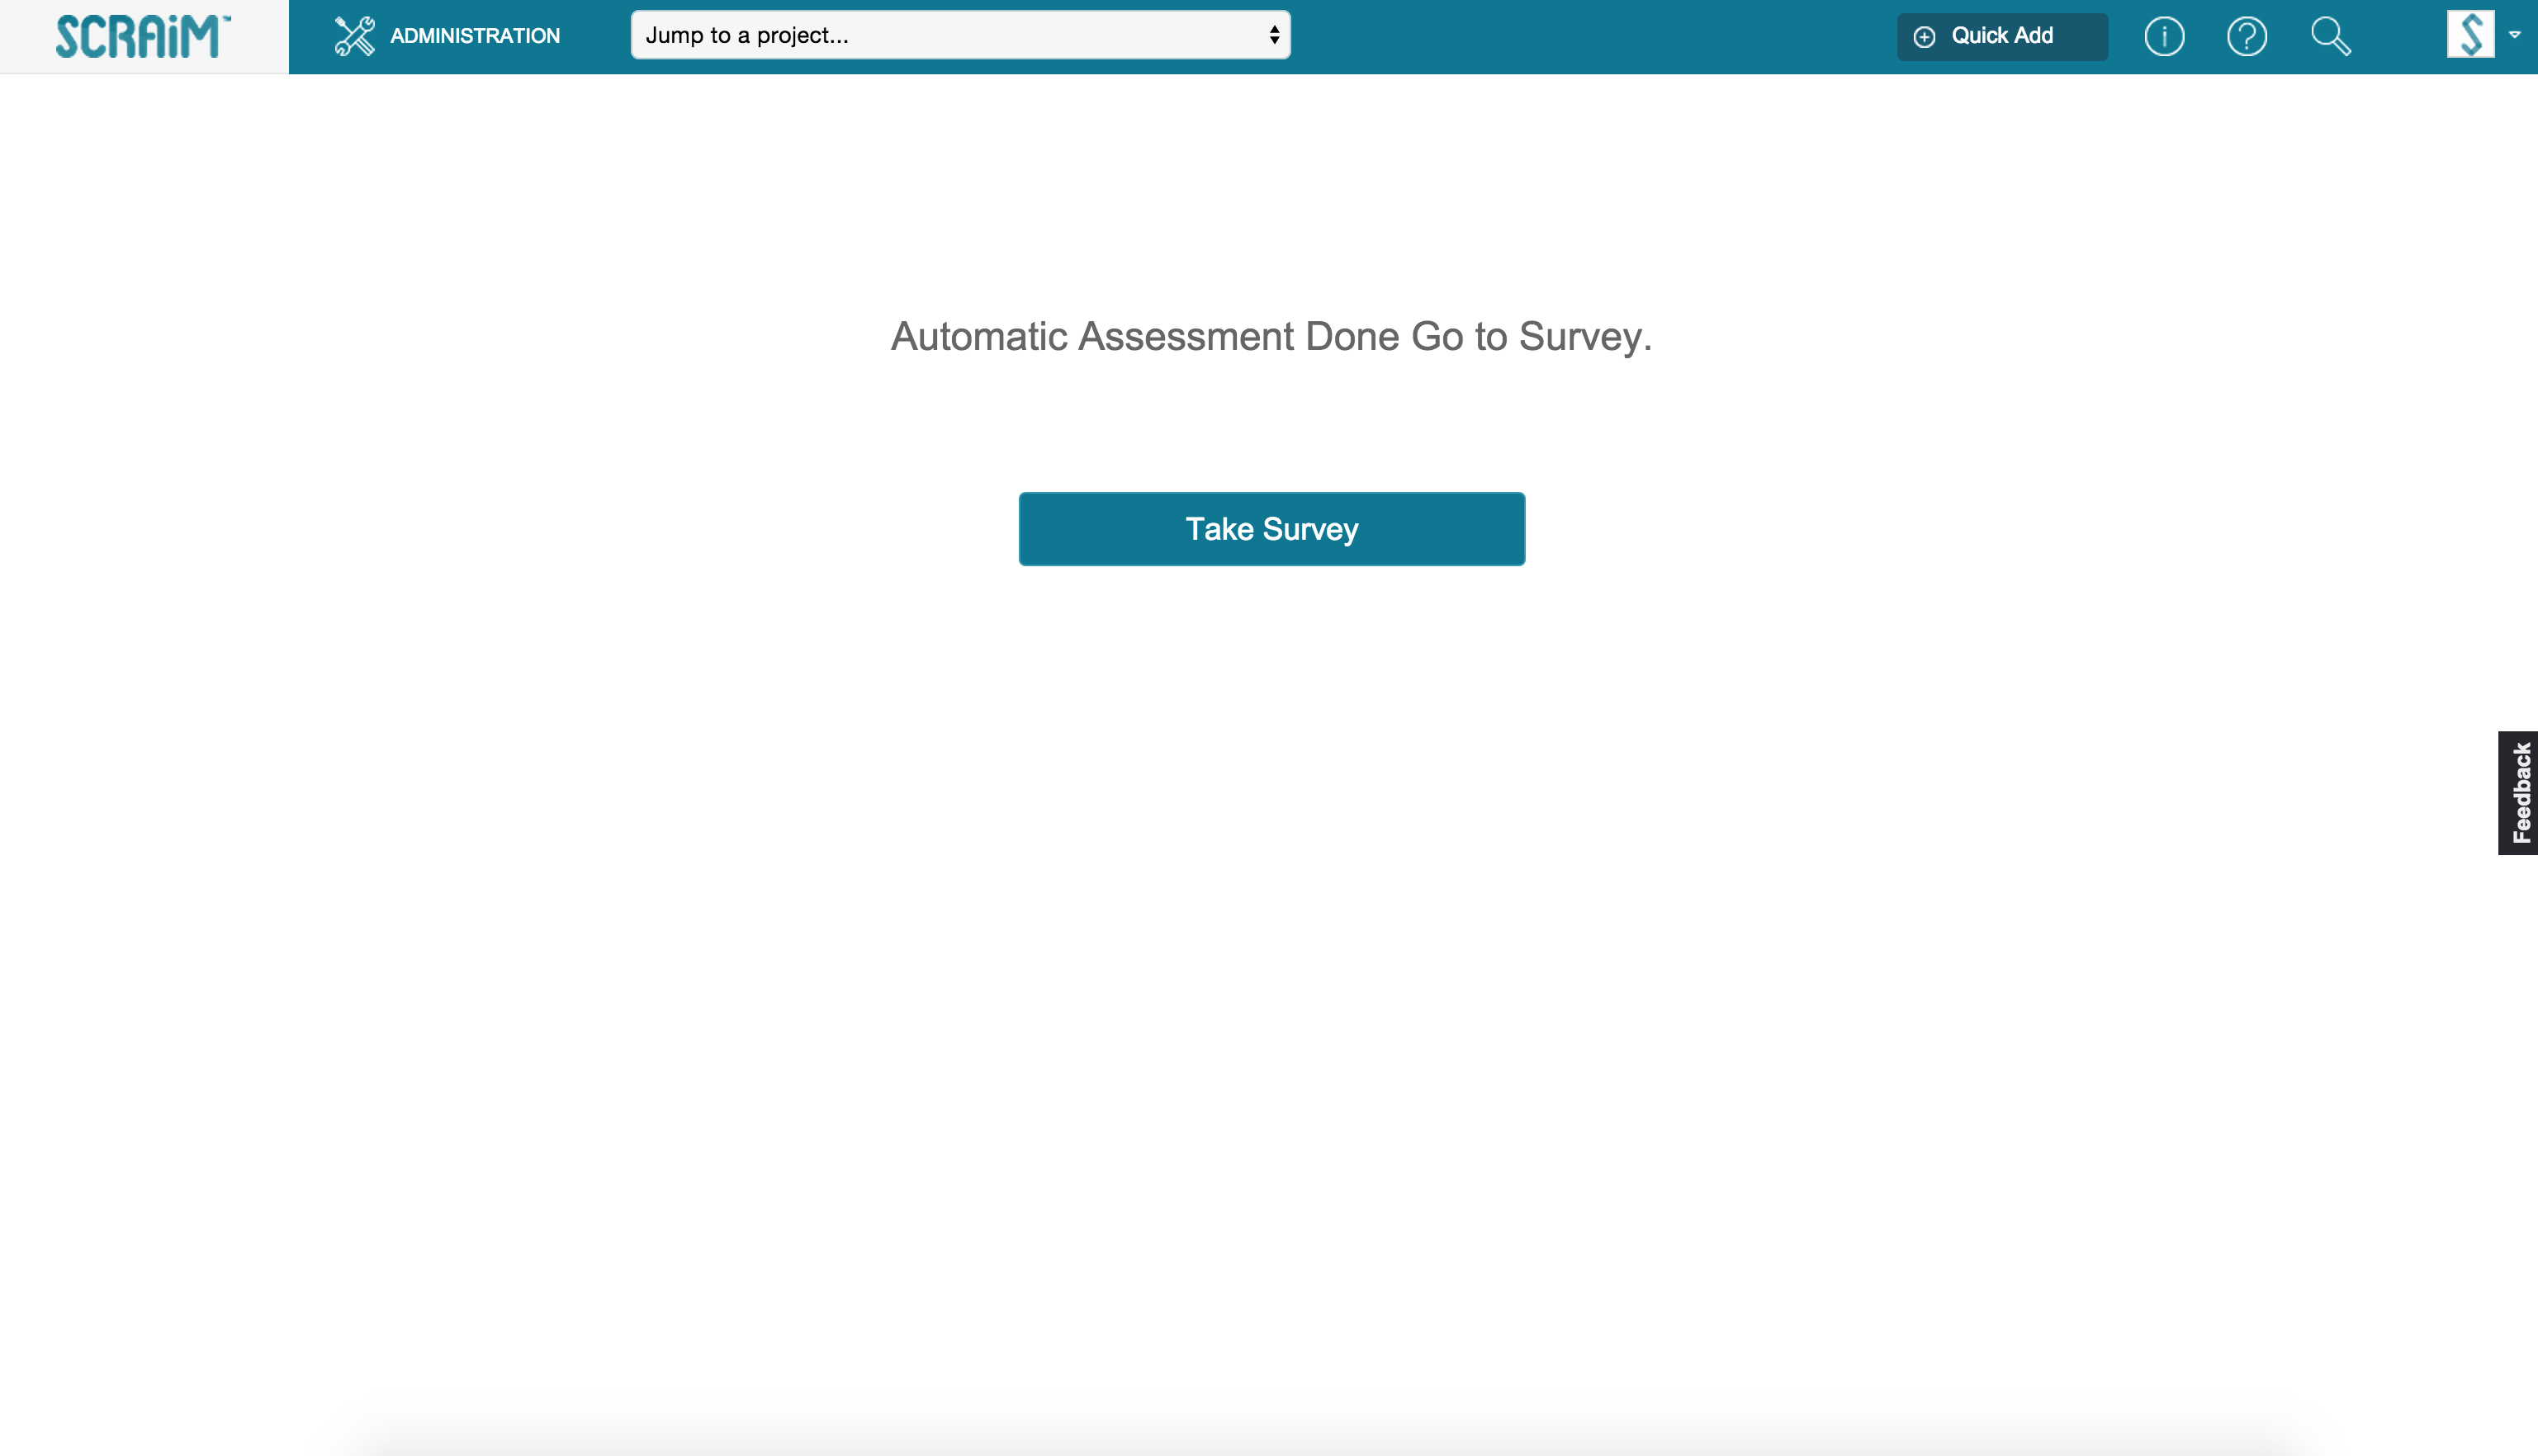 SCRAiM™
ADMINISTRATION
Jump to a project...
Quick Add
Automatic Assessment Done Go to Survey.
Take Survey
Feedback